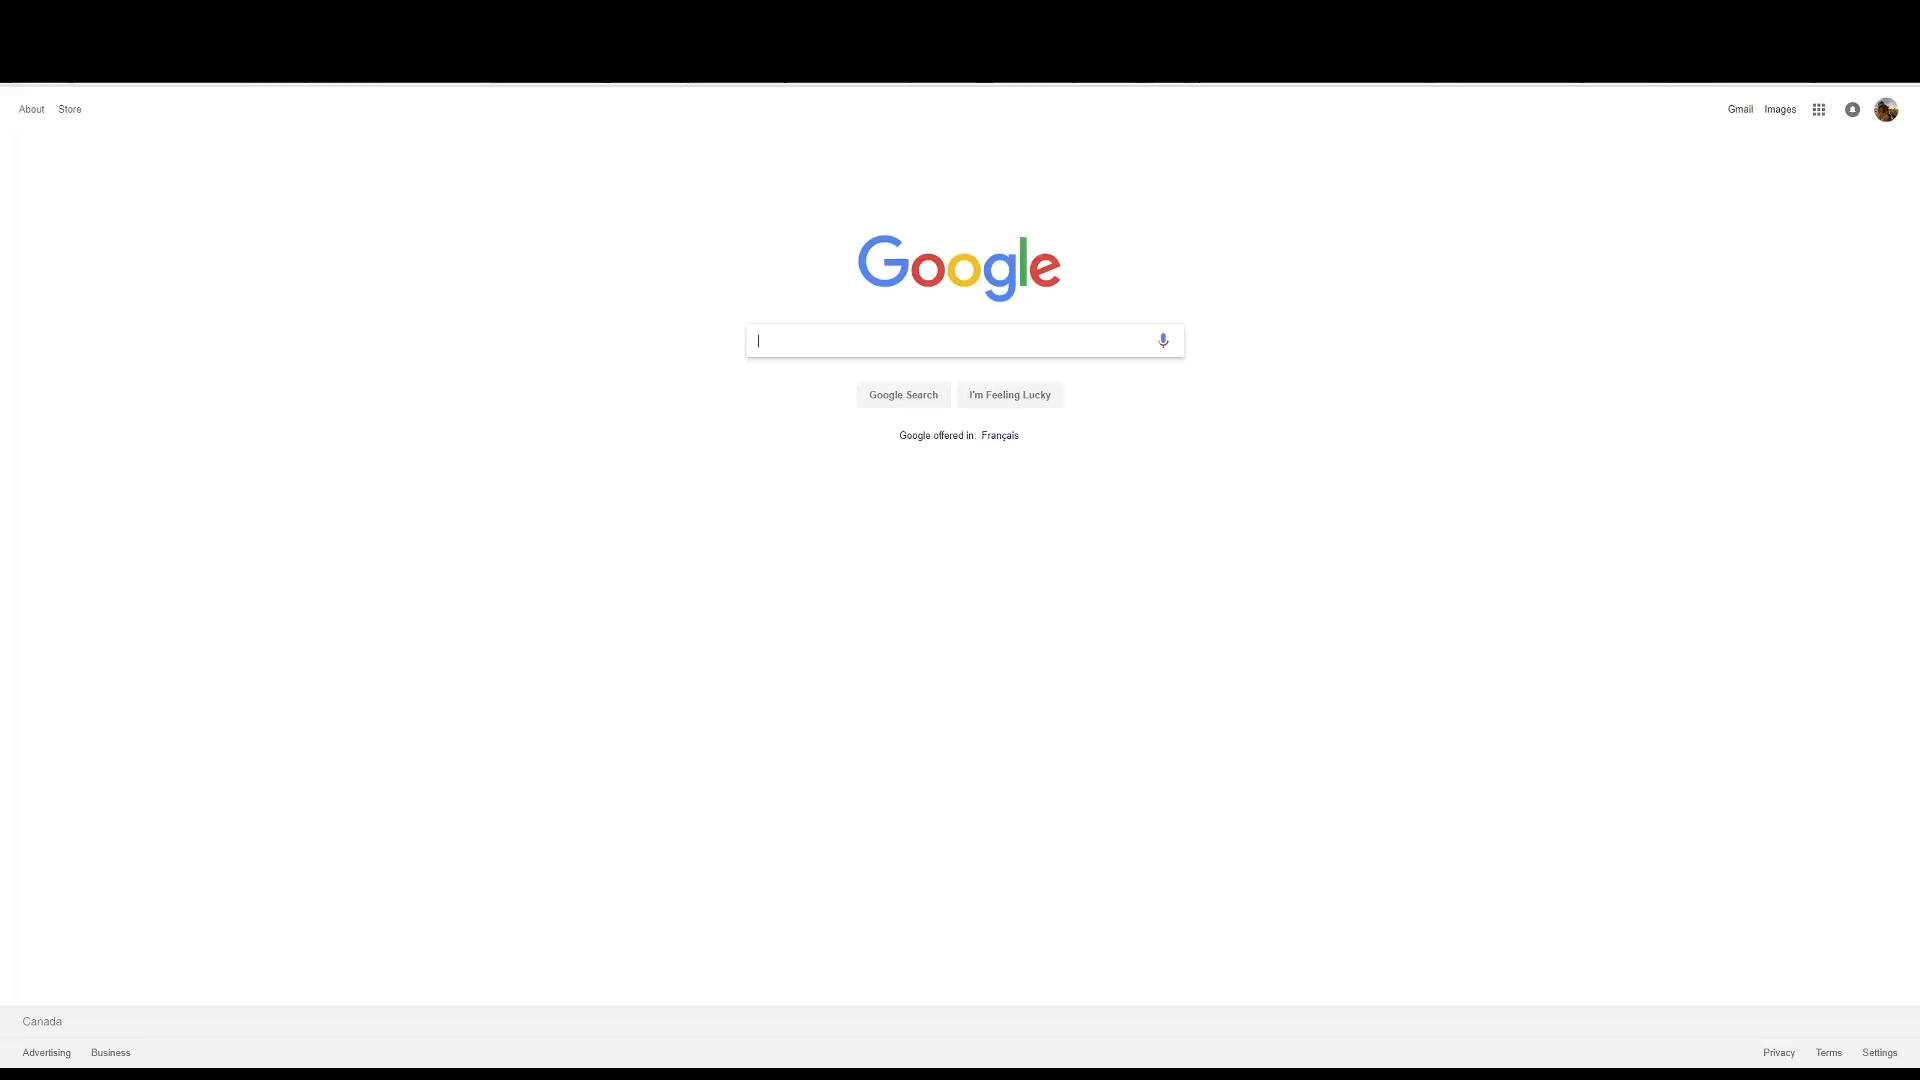 About Store
Gmail Images
Google
Google Search I'm Feeling Lucky
Google offered in: Français
Canada
Advertising Business
Privacy Terms Settings